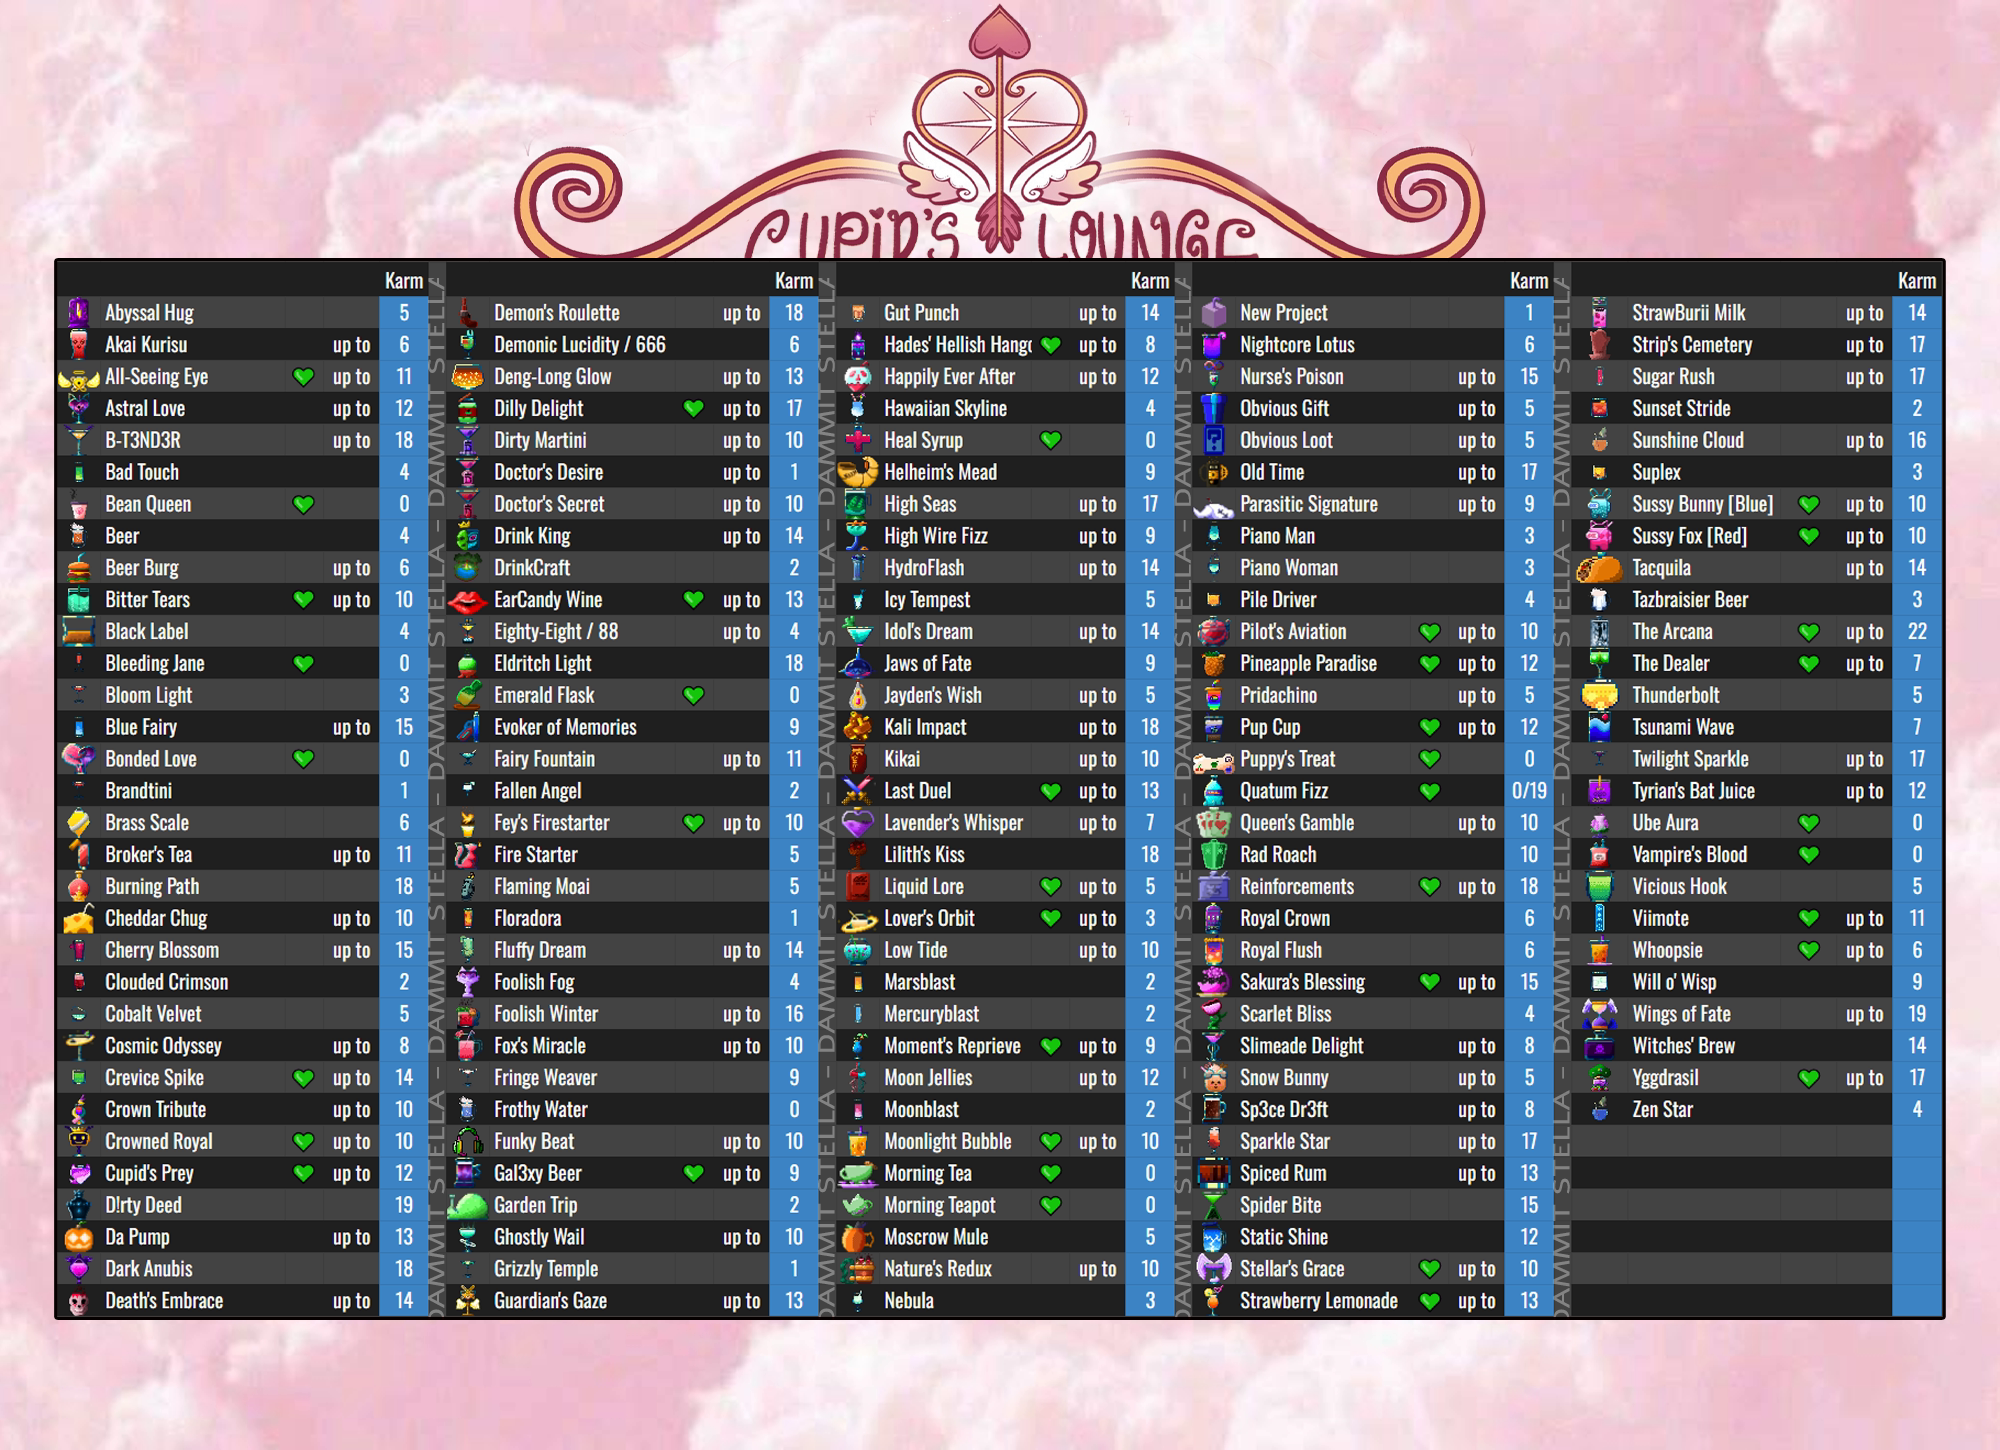 CUPID'S LOUNGE
Karm
Abyssal Hug 5
Akai Kurisu up to 6
All-Seeing Eye up to 11
Astral Love up to 12
B-T3ND3R up to 18
Bad Touch 4
Bean Queen 0
Beer 4
Beer Burg up to 6
Bitter Tears up to 10
Black Label 4
Bleeding Jane 0
Bloom Light 3
Blue Fairy up to 15
Bonded Love 0
Brandtini 1
Brass Scale 6
Broker's Tea up to 11
Burning Path 18
Cheddar Chug up to 10
Cherry Blossom up to 15
Clouded Crimson 2
Cobalt Velvet 5
Cosmic Odyssey up to 8
Crevice Spike up to 14
Crown Tribute up to 10
Crowned Royal up to 10
Cupid's Prey up to 12
D!rty Deed 19
Da Pump up to 13
Dark Anubis 18
Death's Embrace up to 14
DAMMIT STELLA - DAMMIT STELLA - DAMMIT STELLA
Karm
Demon's Roulette up to 18
Demonic Lucidity / 666 6
Deng-Long Glow up to 13
Dilly Delight up to 17
Dirty Martini up to 10
Doctor's Desire up to 1
Doctor's Secret up to 10
Drink King up to 14
DrinkCraft 2
EarCandy Wine up to 13
Eighty-Eight / 88 up to 4
Eldritch Light 18
Emerald Flask 0
Evoker of Memories 9
Fairy Fountain up to 11
Fallen Angel 2
Fey's Firestarter up to 10
Fire Starter 5
Flaming Moai 5
Floradora 1
Fluffy Dream up to 14
Foolish Fog 4
Foolish Winter up to 16
Fox's Miracle up to 10
Fringe Weaver 9
Frothy Water 0
Funky Beat up to 10
Gal3xy Beer up to 9
Garden Trip 2
Ghostly Wail up to 10
Grizzly Temple 1
Guardian's Gaze up to 13
DAMMIT STELLA - DAMMIT STELLA - DAMMIT STELLA
Karm
Gut Punch up to 14
Hades' Hellish Hang up to 8
Happily Ever After up to 12
Hawaiian Skyline 4
Heal Syrup 0
Helheim's Mead 9
High Seas up to 17
High Wire Fizz up to 9
HydroFlash up to 14
Icy Tempest 5
Idol's Dream up to 14
Jaws of Fate 9
Jayden's Wish up to 5
Kali Impact up to 18
Kikai up to 10
Last Duel up to 13
Lavender's Whisper up to 7
Lilith's Kiss 18
Liquid Lore up to 5
Lover's Orbit up to 3
Low Tide up to 10
Marsblast 2
Mercuryblast 2
Moment's Reprieve up to 9
Moon Jellies up to 12
Moonblast 2
Moonlight Bubble up to 10
Morning Tea 0
Morning Teapot 0
Moscrow Mule 5
Nature's Redux up to 10
Nebula 3
DAMMIT STELLA - DAMMIT STELLA - DAMMIT STELLA
Karm
New Project 1
Nightcore Lotus 6
Nurse's Poison up to 15
Obvious Gift up to 5
Obvious Loot up to 5
Old Time up to 17
Parasitic Signature up to 9
Piano Man 3
Piano Woman 3
Pile Driver 4
Pilot's Aviation up to 10
Pineapple Paradise up to 12
Pridachino up to 5
Pup Cup up to 12
Puppy's Treat 0
Quatum Fizz 0/19
Queen's Gamble up to 10
Rad Roach 10
Reinforcements up to 18
Royal Crown 6
Royal Flush 6
Sakura's Blessing up to 15
Scarlet Bliss 4
Slimeade Delight up to 8
Snow Bunny up to 5
Sp3ce Dr3ft up to 8
Sparkle Star up to 17
Spiced Rum up to 13
Spider Bite 15
Static Shine 12
Stellar's Grace up to 10
Strawberry Lemonade up to 13
DAMMIT STELLA - DAMMIT STELLA - DAMMIT STELLA
Karm
StrawBurii Milk up to 14
Strip's Cemetery up to 17
Sugar Rush up to 17
Sunset Stride 2
Sunshine Cloud up to 16
Suplex 3
Sussy Bunny [Blue] up to 10
Sussy Fox [Red] up to 10
Tacquila up to 14
Tazbraisier Beer 3
The Arcana up to 22
The Dealer up to 7
Thunderbolt 5
Tsunami Wave 7
Twilight Sparkle up to 17
Tyrian's Bat Juice up to 12
Ube Aura 0
Vampire's Blood 0
Vicious Hook 5
Viimote up to 11
Whoopsie up to 6
Will o' Wisp 9
Wings of Fate up to 19
Witches' Brew 14
Yggdrasil up to 17
Zen Star 4